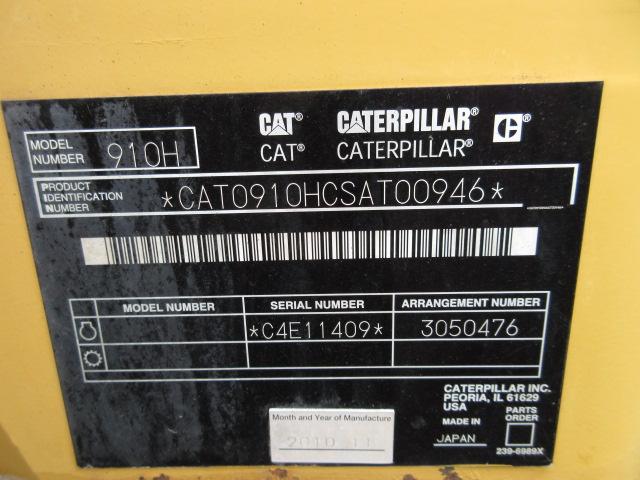 CAT® CATERPILLAR® C
CAT® CATERPILLAR®
MODEL NUMBER 910H
PRODUCT IDENTIFICATION NUMBER *CAT0910HCSAT00946*
MODEL NUMBER SERIAL NUMBER ARRANGEMENT NUMBER
*C4E11409* 3050476
CATERPILLAR INC.
PEORIA, IL 61629
USA
MADE IN JAPAN
PARTS ORDER
239-6989X
Month and Year of Manufacture
2010 11